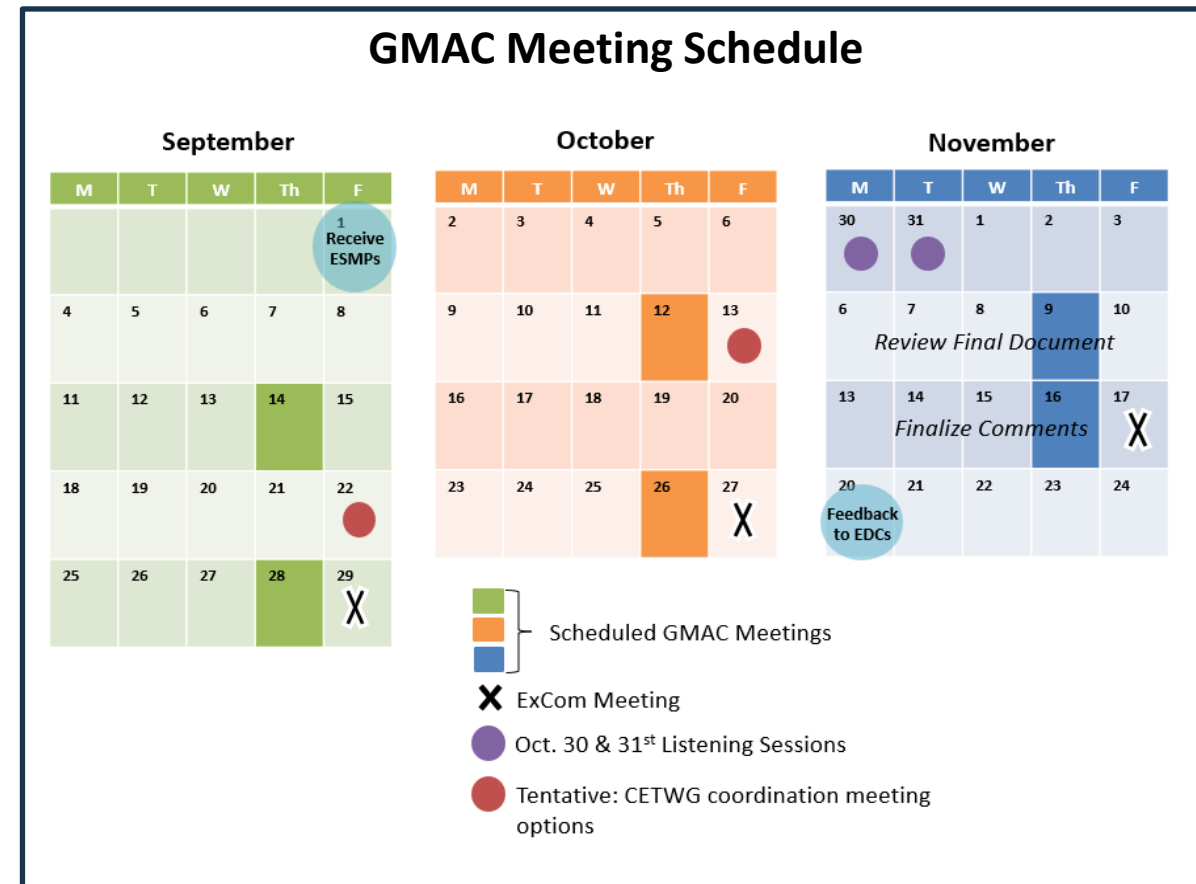 GMAC Meeting Schedule
September
M T W Th F
1
Receive
ESMPs
4 5 6 7 8
11 12 13 14 15
18 19 20 21 22
25 26 27 28 29
X
October
M T W Th F
2 3 4 5 6
9 10 11 12 13
16 17 18 19 20
23 24 25 26 27
X
November
M T W Th F
30 31 1 2 3
6 7 8 9 10
Review Final Document
13 14 15 16 17
Finalize Comments X
20 21 22 23 24
Feedback
to EDCs
Scheduled GMAC Meetings
X ExCom Meeting
Oct. 30 & 31st Listening Sessions
Tentative: CETWG coordination meeting
options